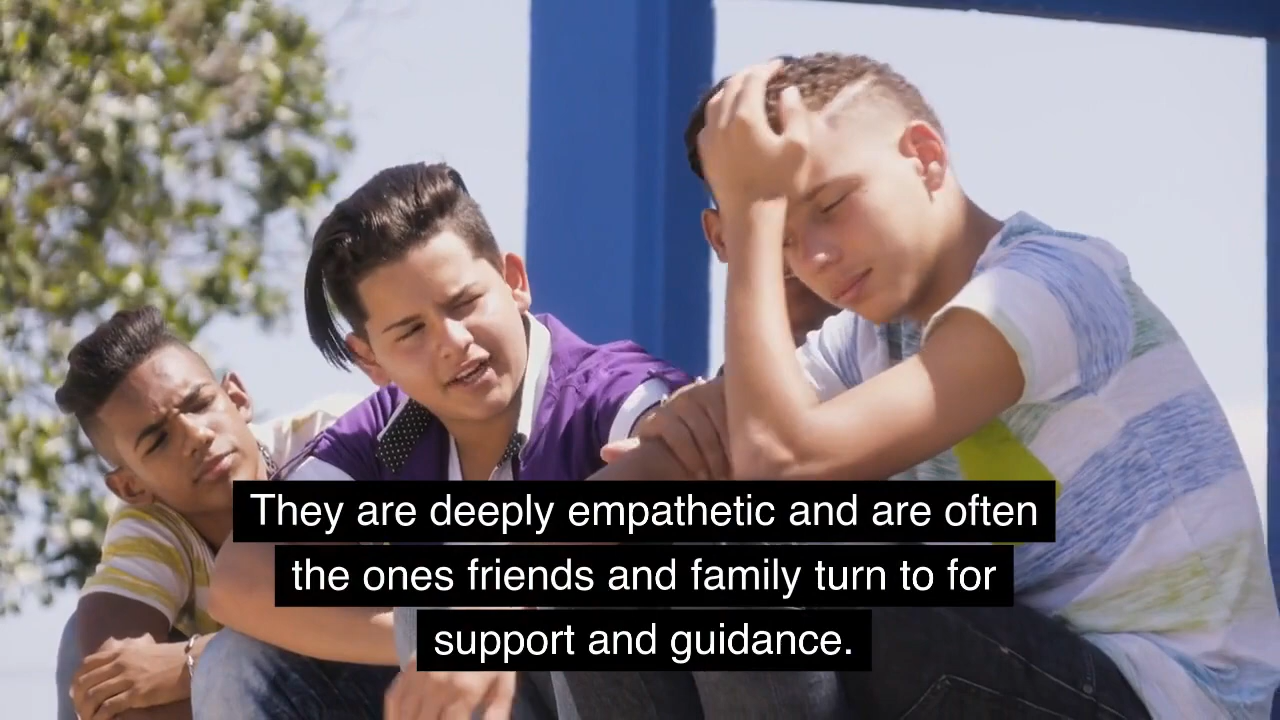 They are deeply empathetic and are often
the ones friends and family turn to for
support and guidance.